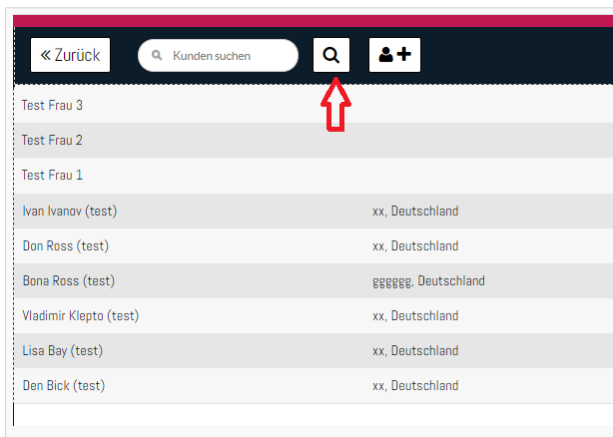 « Zurück Kunden suchen
Test Frau 3
Test Frau 2
Test Frau 1
Ivan Ivanov (test) xx, Deutschland
Don Ross (test) xx, Deutschland
Bona Ross (test) gggggg, Deutschland
Vladimir Klepto (test) xx, Deutschland
Lisa Bay (test) xx, Deutschland
Den Bick (test) xx, Deutschland